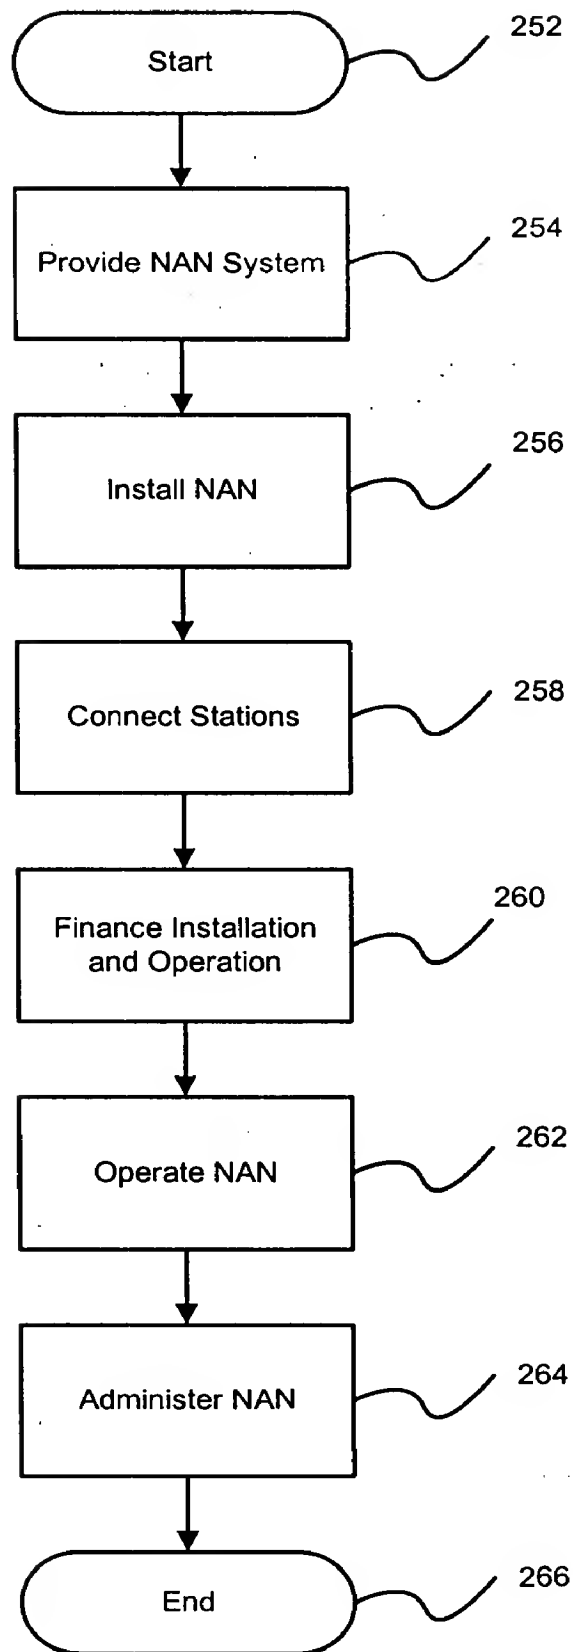 252
Start
254
Provide NAN System
256
Install NAN
258
Connect Stations
260
Finance Installation
and Operation
262
Operate NAN
264
Administer NAN
266
End